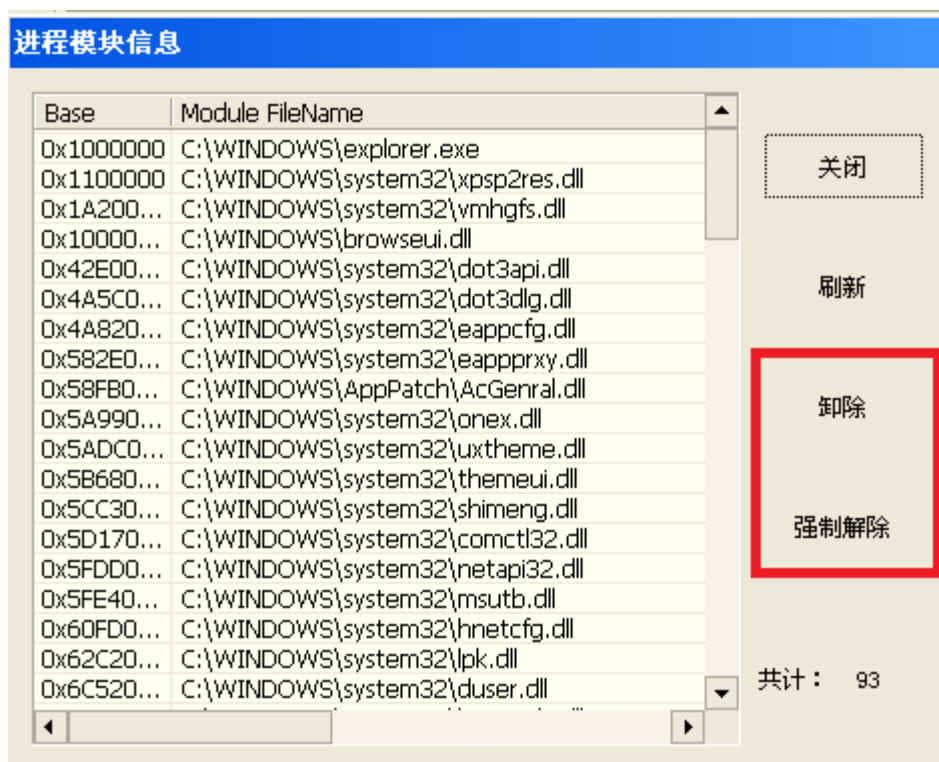 进程模块信息
Base Module FileName
0x1000000 C:\WINDOWS\explorer.exe
0x1100000 C:\WINDOWS\system32\xpsp2res.dll
0x1A200... C:\WINDOWS\system32\vmhgfs.dll
0x10000... C:\WINDOWS\browseui.dll
0x42E00... C:\WINDOWS\system32\dot3api.dll
0x4A5C0... C:\WINDOWS\system32\dot3dlg.dll
0x4A820... C:\WINDOWS\system32\eappcfg.dll
0x582E0... C:\WINDOWS\system32\eappprxy.dll
0x58FB0... C:\WINDOWS\AppPatch\AcGenral.dll
0x5A990... C:\WINDOWS\system32\onex.dll
0x5ADC0... C:\WINDOWS\system32\uxtheme.dll
0x5B680... C:\WINDOWS\system32\themeui.dll
0x5CC30... C:\WINDOWS\system32\shimeng.dll
0x5D170... C:\WINDOWS\system32\comctl32.dll
0x5FDD0... C:\WINDOWS\system32\netapi32.dll
0x5FE40... C:\WINDOWS\system32\msutb.dll
0x60FD0... C:\WINDOWS\system32\hnetcfg.dll
0x62C20... C:\WINDOWS\system32\lpk.dll
0x6C520... C:\WINDOWS\system32\duser.dll
关闭
刷新
卸除
强制解除
共计： 93